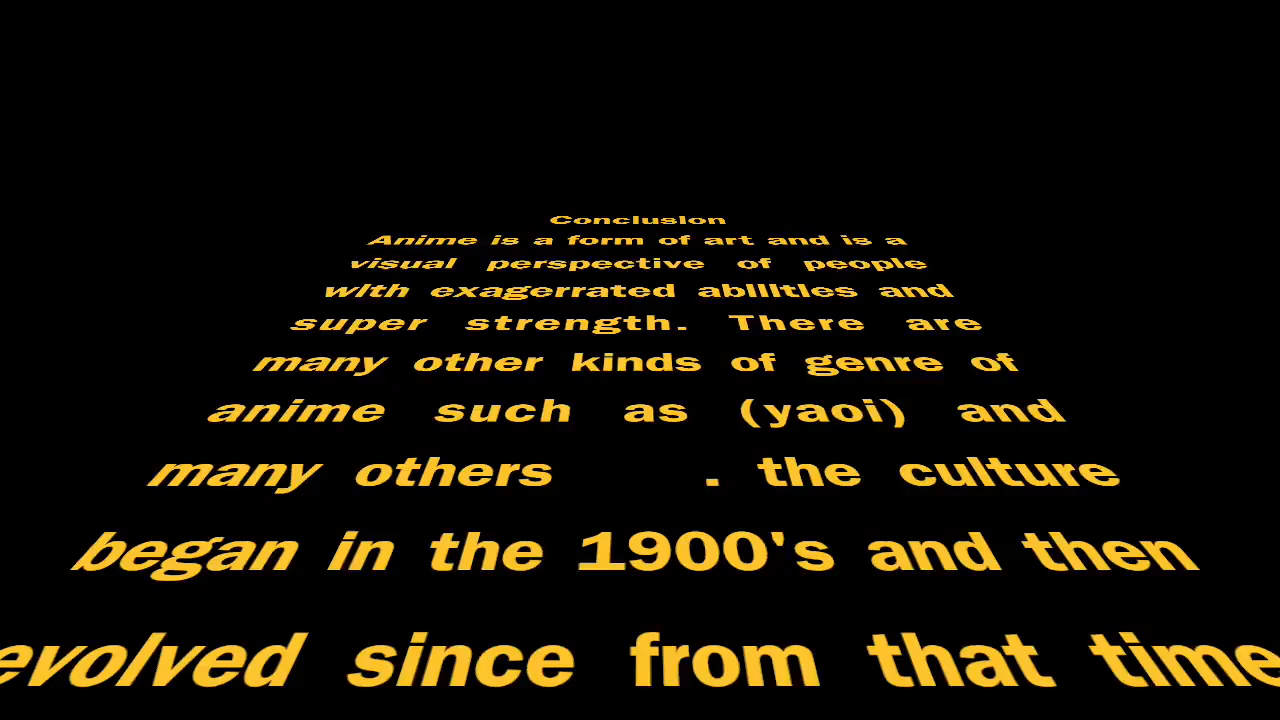 Conclusion
Anime is a form of art and is a
visual perspective of people
with exagerrated abilities and
super strength. There are
many other kinds of genre of
anime such as (yaoi) and
many others . the culture
began in the 1900's and then
evolved since from that time